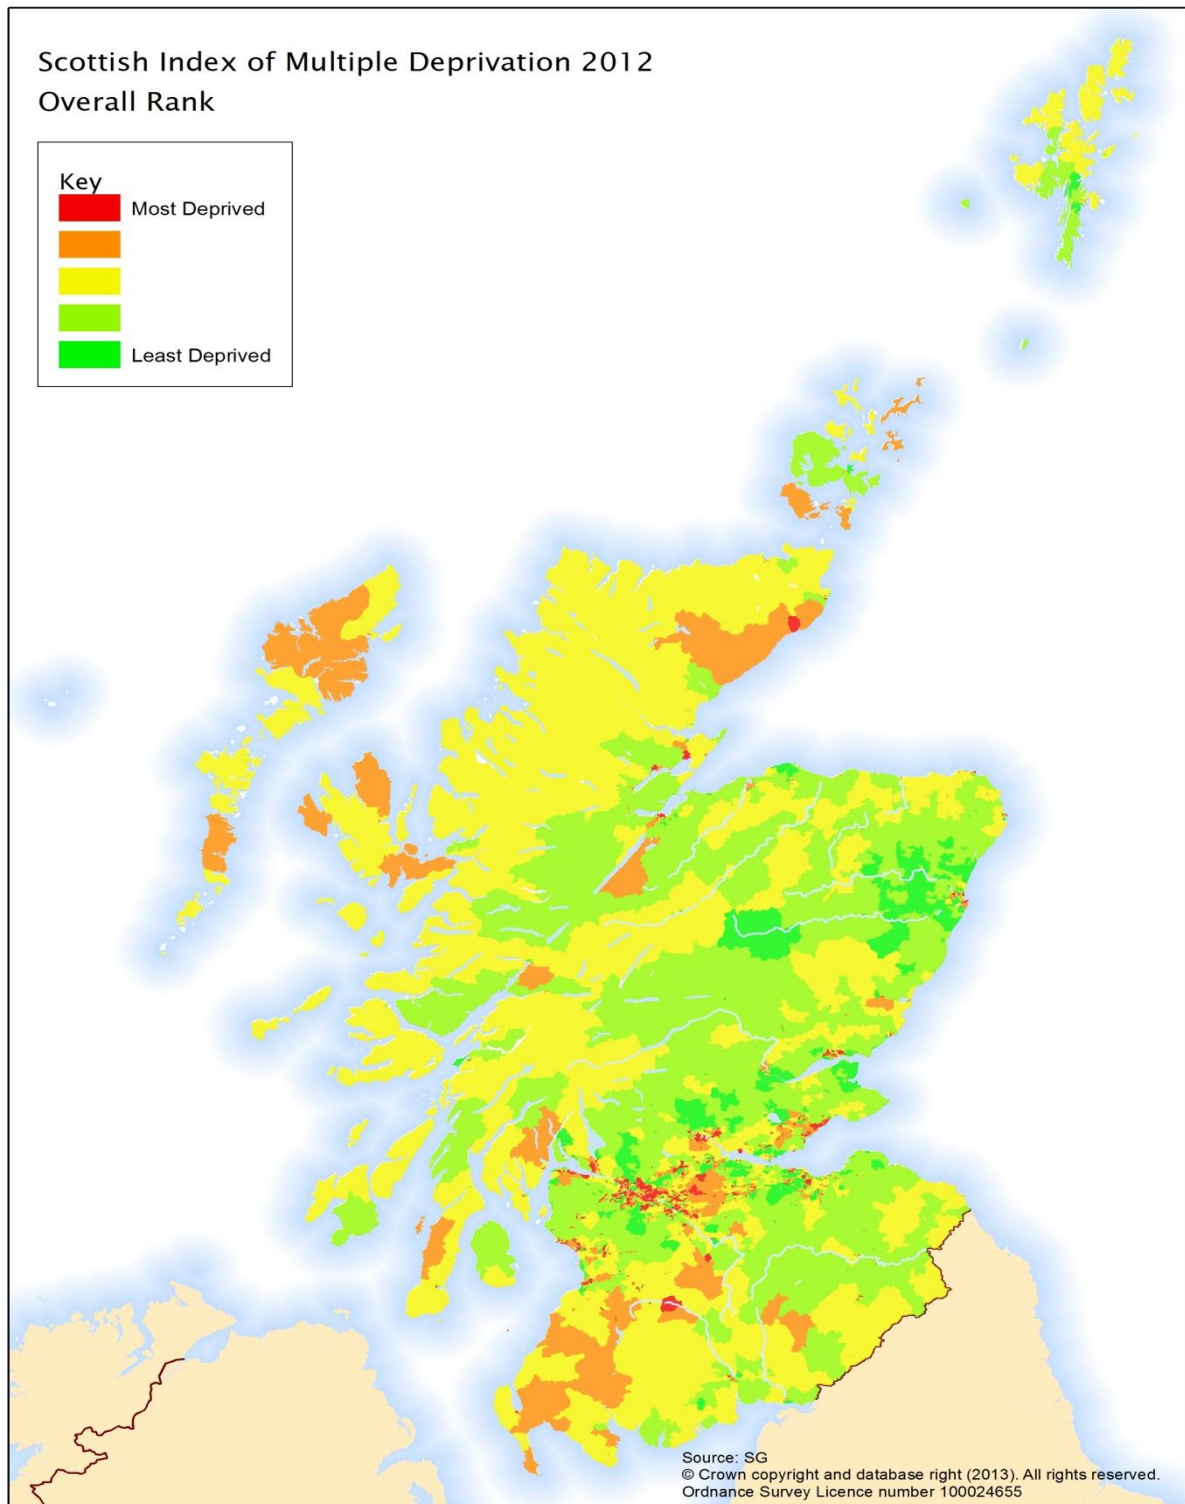 Scottish Index of Multiple Deprivation 2012
Overall Rank
Key
Most Deprived
Least Deprived
Source: SG
© Crown copyright and database right (2013). All rights reserved.
Ordnance Survey Licence number 100024655